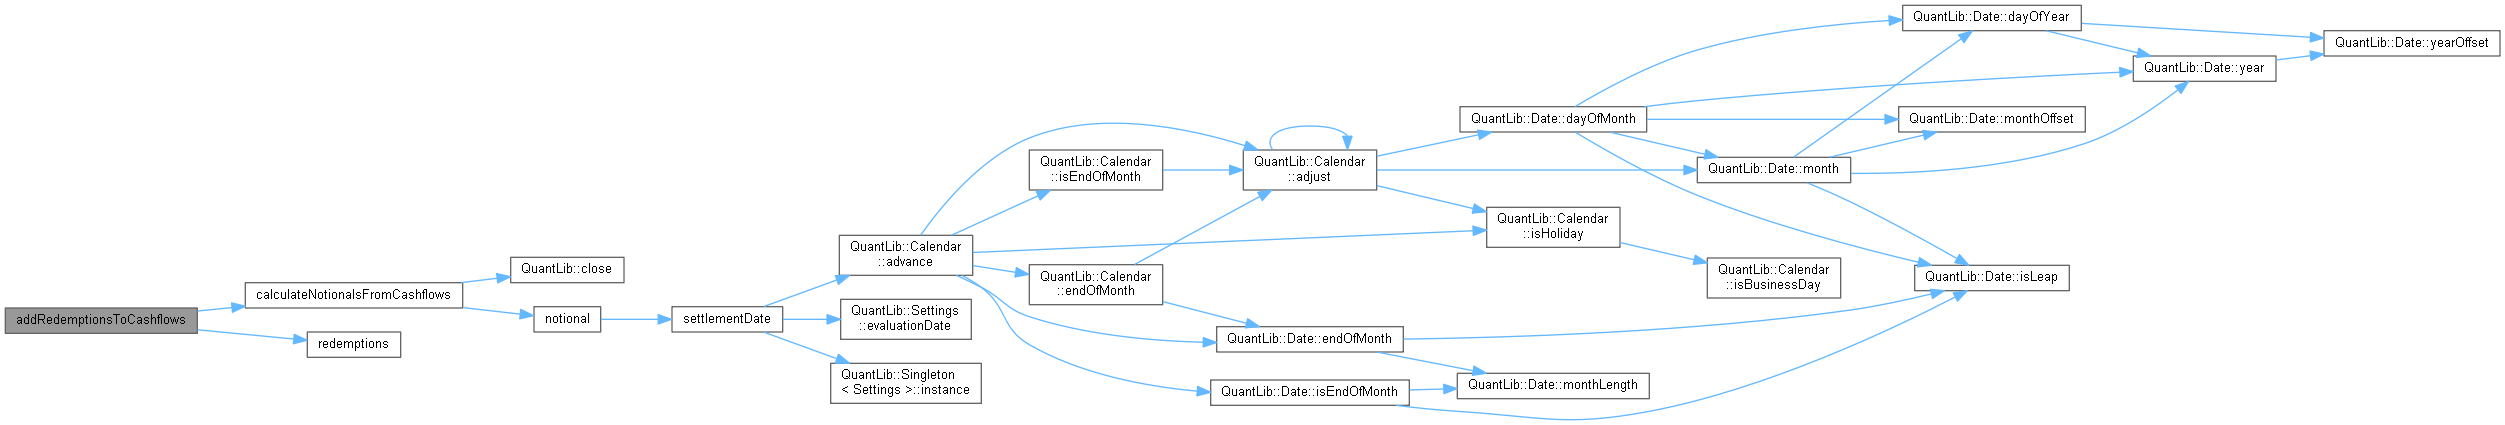 addRedemptionsToCashflows
calculateNotionalsFromCashflows
redemptions
QuantLib::close
notional
settlementDate
QuantLib::Calendar
::advance
QuantLib::Settings
::evaluationDate
QuantLib::Singleton
< Settings >::instance
QuantLib::Calendar
::isEndOfMonth
QuantLib::Calendar
::endOfMonth
QuantLib::Calendar
::adjust
QuantLib::Date::endOfMonth
QuantLib::Date::isEndOfMonth
QuantLib::Date::dayOfMonth
QuantLib::Calendar
::isHoliday
QuantLib::Date::monthLength
QuantLib::Date::month
QuantLib::Calendar
::isBusinessDay
QuantLib::Date::dayOfYear
QuantLib::Date::monthOffset
QuantLib::Date::isLeap
QuantLib::Date::year
QuantLib::Date::yearOffset